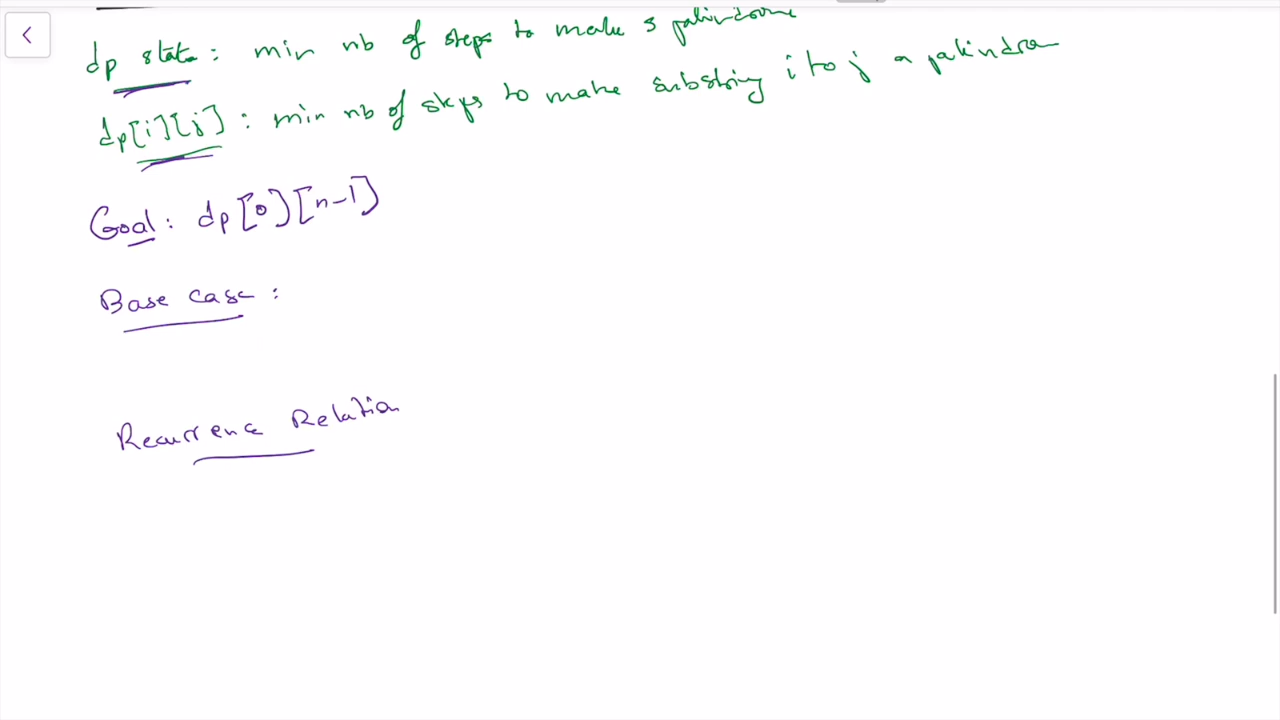 dp state : min nb of steps to make s palindrome
dp[i][j] : min nb of steps to make substring i to j a palindrom
Goal : dp[0][n-1]
Base case :
Recurrence Relation